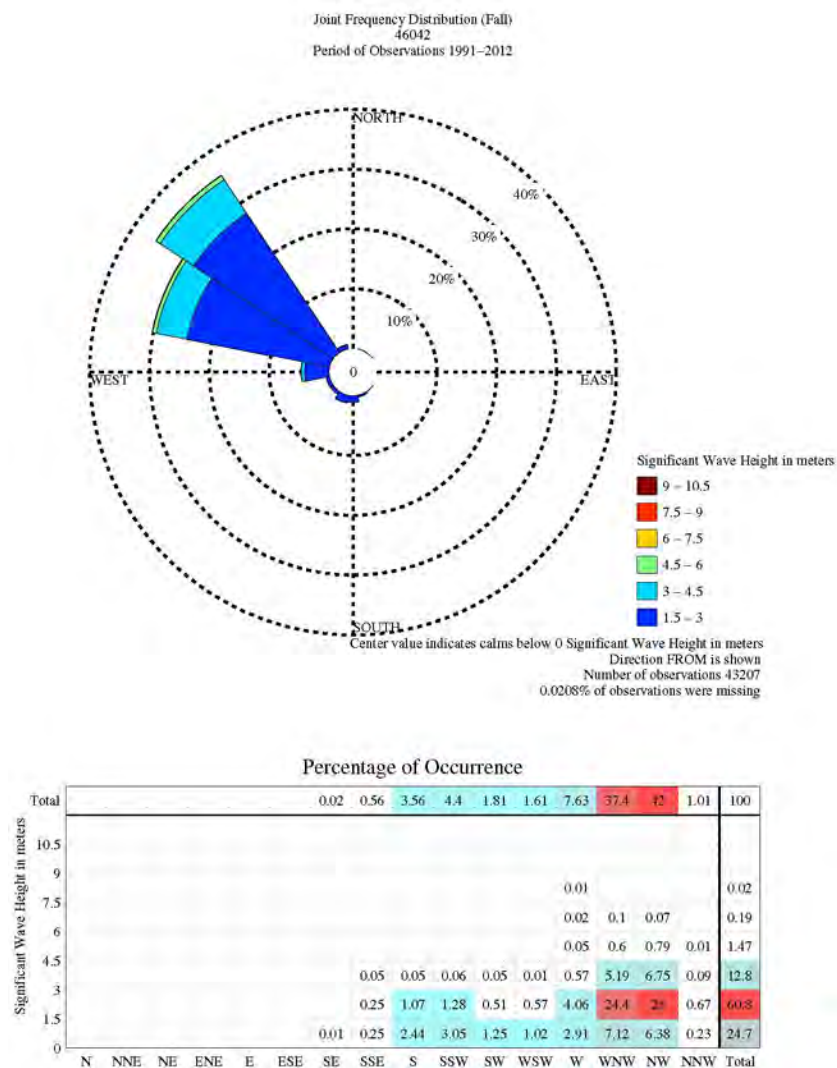 Joint Frequency Distribution (Fall)
46042
Period of Observations 1991–2012
NORTH
40%
30%
20%
10%
WEST
0
EAST
SOUTH
Significant Wave Height in meters
9 – 10.5
7.5 – 9
6 – 7.5
4.5 – 6
3 – 4.5
1.5 – 3
Center value indicates calms below 0 Significant Wave Height in meters
Direction FROM is shown
Number of observations 43207
0.0208% of observations were missing
Percentage of Occurrence
Significant Wave Height in meters
Total 0.02 0.56 3.56 4.4 1.81 1.61 7.63 37.4 42 1.01 100
10.5
9
0.01 0.02
7.5
0.02 0.1 0.07 0.19
6
0.05 0.6 0.79 0.01 1.47
4.5
0.05 0.05 0.06 0.05 0.01 0.57 5.19 6.75 0.09 12.8
3
0.25 1.07 1.28 0.51 0.57 4.06 24.4 28 0.67 60.8
1.5
0.01 0.25 2.44 3.05 1.25 1.02 2.91 7.12 6.38 0.23 24.7
0
N NNE NE ENE E ESE SE SSE S SSW SW WSW W WNW NW NNW Total